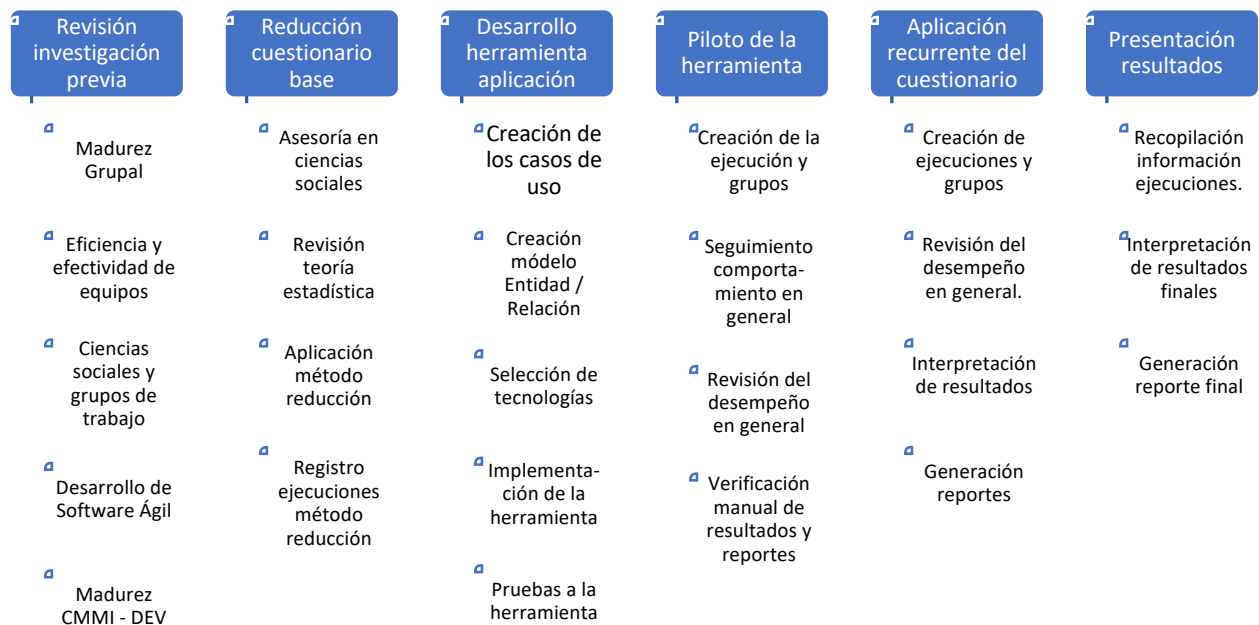 Revisión
investigación
previa
Madurez
Grupal
Eficiencia y
efectividad de
equipos
Ciencias
sociales y
grupos de
trabajo
Desarrollo de
Software Ágil
Madurez
CMMI - DEV
Reducción
cuestionario
base
Asesoría en
ciencias
sociales
Revisión
teoría
estadística
Aplicación
método
reducción
Registro
ejecuciones
método
reducción
Desarrollo
herramienta
aplicación
Creación de
los casos de
uso
Creación
módelo
Entidad /
Relación
Selección de
tecnologías
Implementa-
ción de la
herramienta
Pruebas a la
herramienta
Piloto de la
herramienta
Creación de la
ejecución y
grupos
Seguimiento
comporta-
miento en
general
Revisión del
desempeño
en general
Verificación
manual de
resultados y
reportes
Aplicación
recurrente del
cuestionario
Creación de
ejecuciones y
grupos
Revisión del
desempeño
en general.
Interpretación
de resultados
Generación
reportes
Presentación
resultados
Recopilación
información
ejecuciones.
Interpretación
de resultados
finales
Generación
reporte final